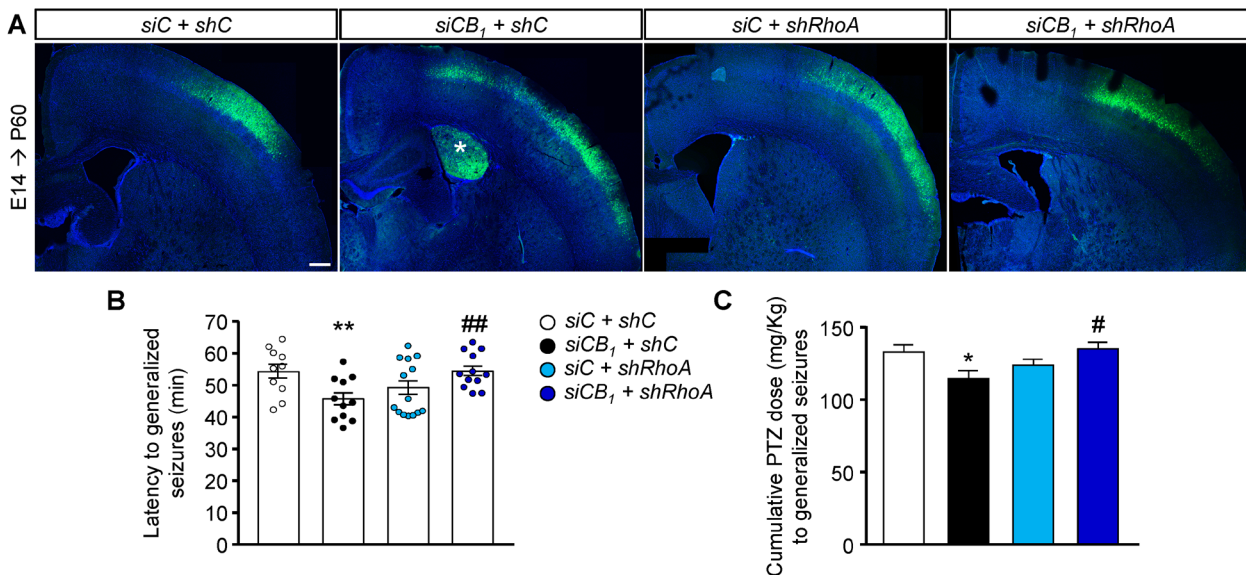 A
siC + shC
siCB1 + shC
siC + shRhoA
siCB1 + shRhoA
E14 → P60
*
B
Latency to generalized
seizures (min)
70
60
50
40
30
20
10
0
**
##
siC + shC
siCB1 + shC
siC + shRhoA
siCB1 + shRhoA
C
Cumulative PTZ dose (mg/Kg)
to generalized seizures
150
100
50
0
*
#